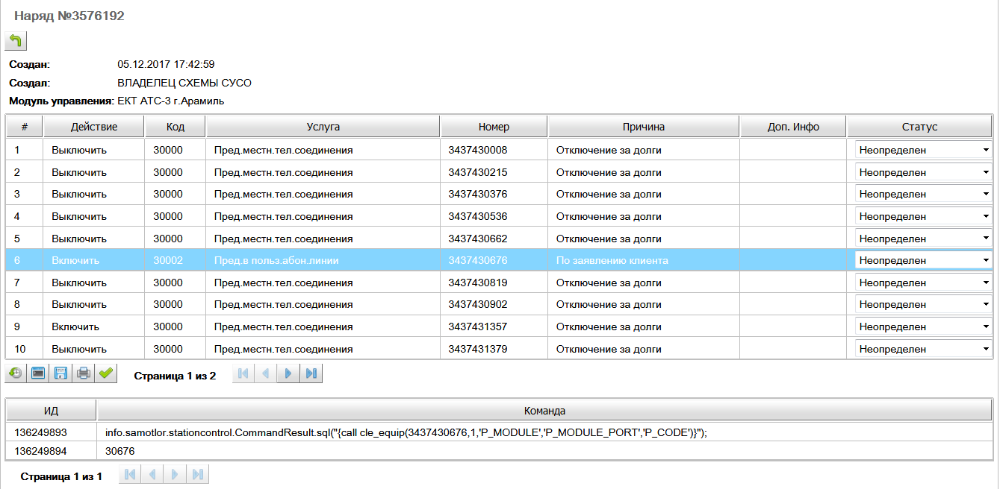 Наряд №3576192
Создан: 05.12.2017 17:42:59
Создал: ВЛАДЕЛЕЦ СХЕМЫ СУСО
Модуль управления: ЕКТ АТС-3 г.Арамиль
# Действие Код Услуга Номер Причина Доп. Инфо Статус
1 Выключить 30000 Пред.местн.тел.соединения 3437430008 Отключение за долги Неопределен
2 Выключить 30000 Пред.местн.тел.соединения 3437430215 Отключение за долги Неопределен
3 Выключить 30000 Пред.местн.тел.соединения 3437430376 Отключение за долги Неопределен
4 Выключить 30000 Пред.местн.тел.соединения 3437430536 Отключение за долги Неопределен
5 Выключить 30000 Пред.местн.тел.соединения 3437430662 Отключение за долги Неопределен
6 Включить 30002 Пред.в польз.абон.линии 3437430676 По заявлению клиента Неопределен
7 Выключить 30000 Пред.местн.тел.соединения 3437430819 Отключение за долги Неопределен
8 Выключить 30000 Пред.местн.тел.соединения 3437430902 Отключение за долги Неопределен
9 Включить 30000 Пред.местн.тел.соединения 3437431357 Отключение за долги Неопределен
10 Выключить 30000 Пред.местн.тел.соединения 3437431379 Отключение за долги Неопределен
Страница 1 из 2
ИД Команда
136249893 info.samotlor.stationcontrol.CommandResult.sql("{call cle_equip(3437430676,1,'P_MODULE','P_MODULE_PORT','P_CODE')}");
136249894 30676
Страница 1 из 1